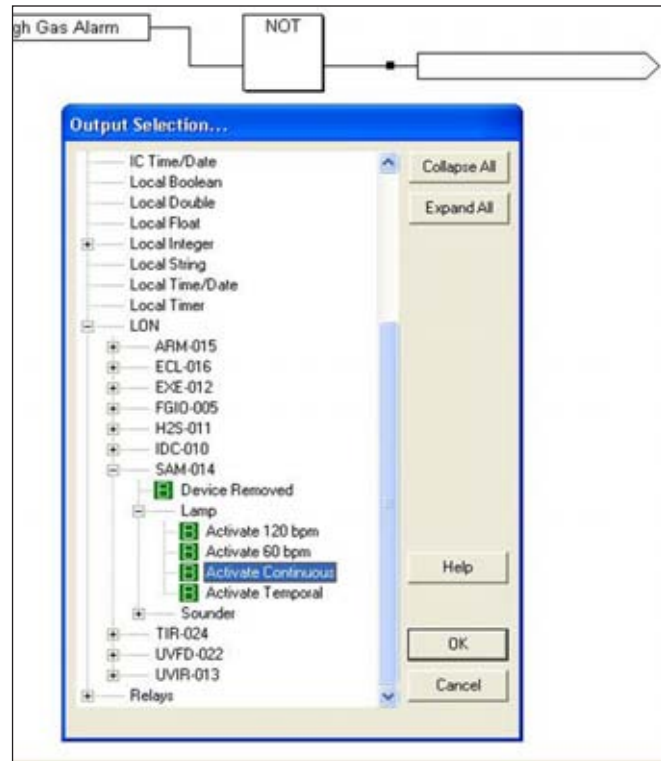 gh Gas Alarm
NOT
Output Selection...
IC Time/Date
Local Boolean
Local Double
Local Float
Local Integer
Local String
Local Time/Date
Local Timer
LON
ARM-015
ECL-016
EXE-012
FGIO-005
H2S-011
IDC-010
SAM-014
Device Removed
Lamp
Activate 120 bpm
Activate 60 bpm
Activate Continuous
Activate Temporal
Sounder
TIR-024
UVFD-022
UVIR-013
Relays
Collapse All
Expand All
Help
OK
Cancel